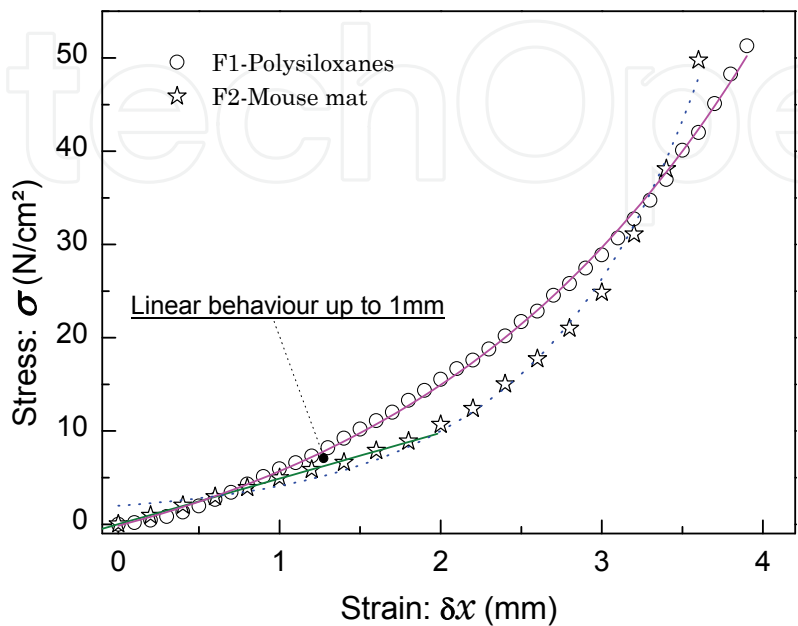 techOpe
50
F1-Polysiloxanes
F2-Mouse mat
40
30
Linear behaviour up to 1mm
20
10
0
0 1 2 3 4
Stress: σ (N/cm²)
Strain: δx (mm)